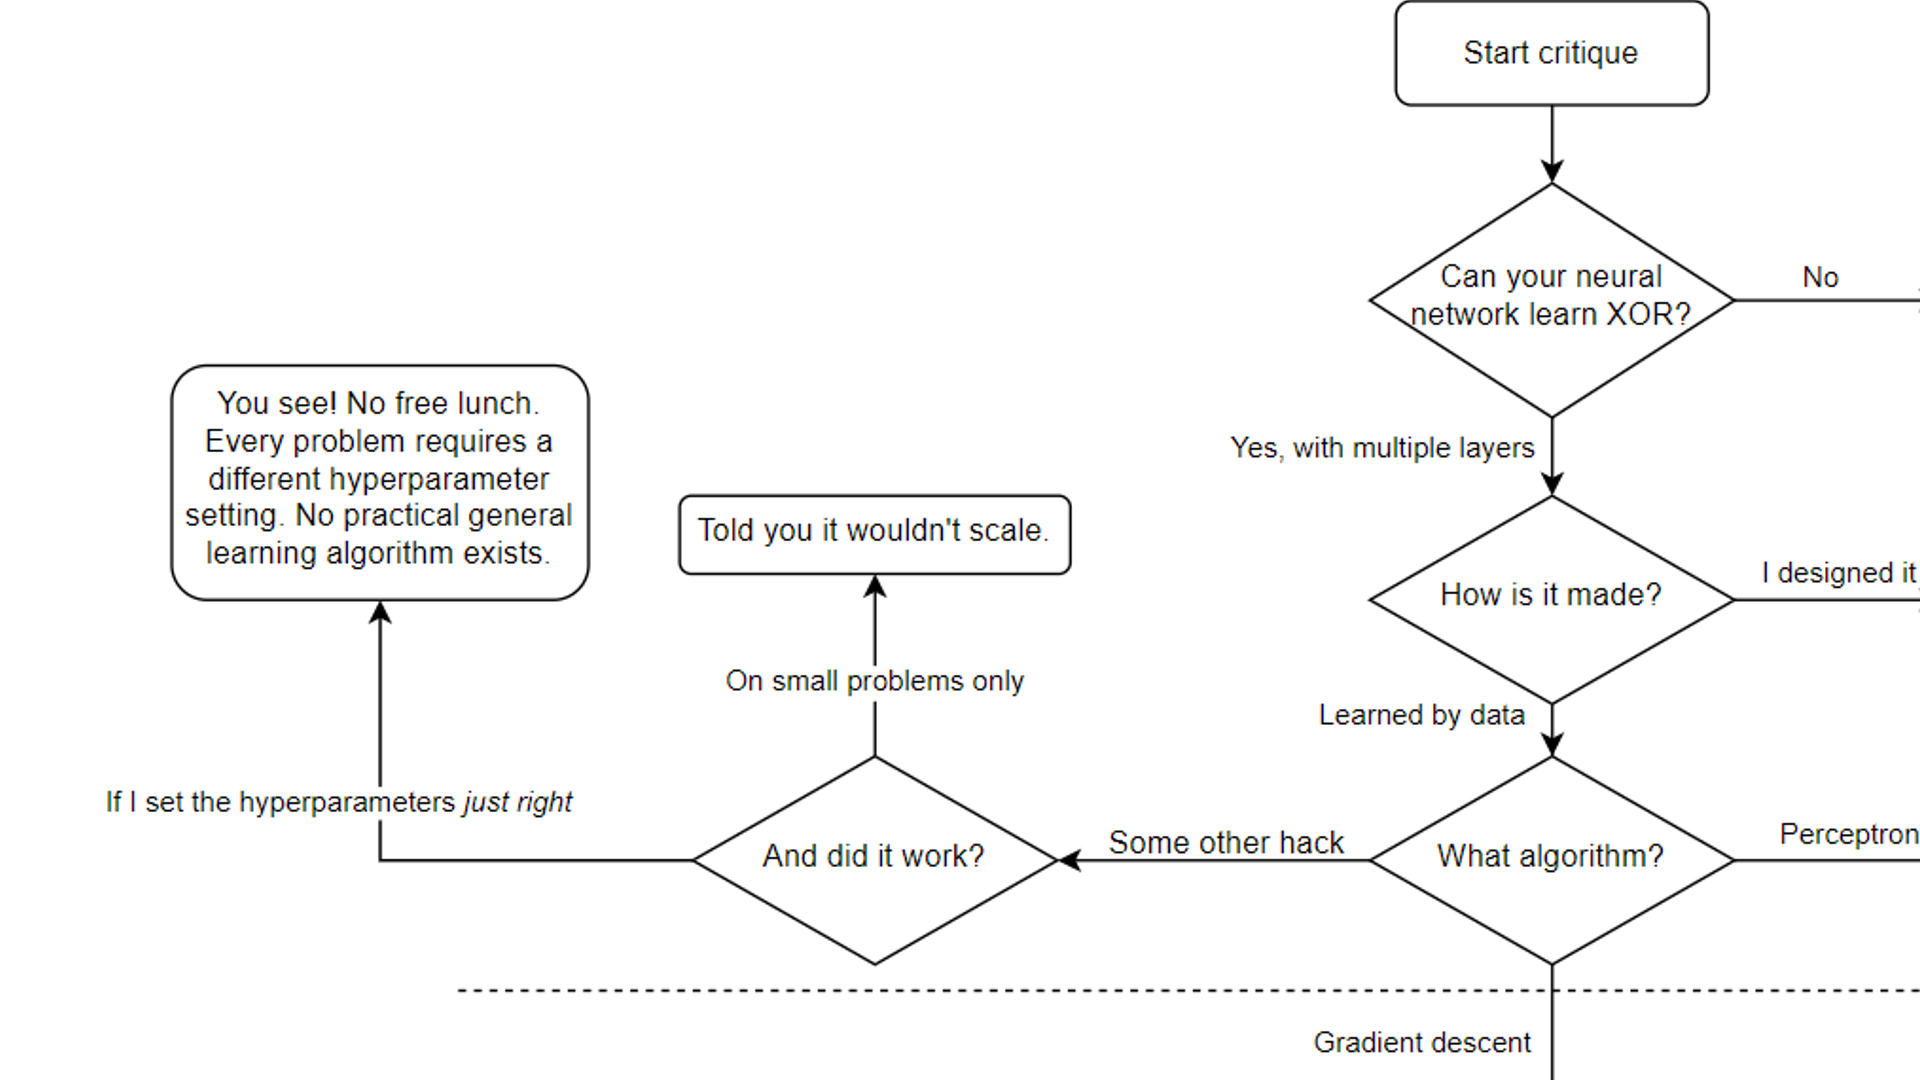 Start critique
Can your neural
network learn XOR?
No
Yes, with multiple layers
You see! No free lunch.
Every problem requires a
different hyperparameter
setting. No practical general
learning algorithm exists.
Told you it wouldn't scale.
How is it made?
I designed it
On small problems only
Learned by data
If I set the hyperparameters just right
And did it work?
Some other hack
What algorithm?
Perceptron
Gradient descent